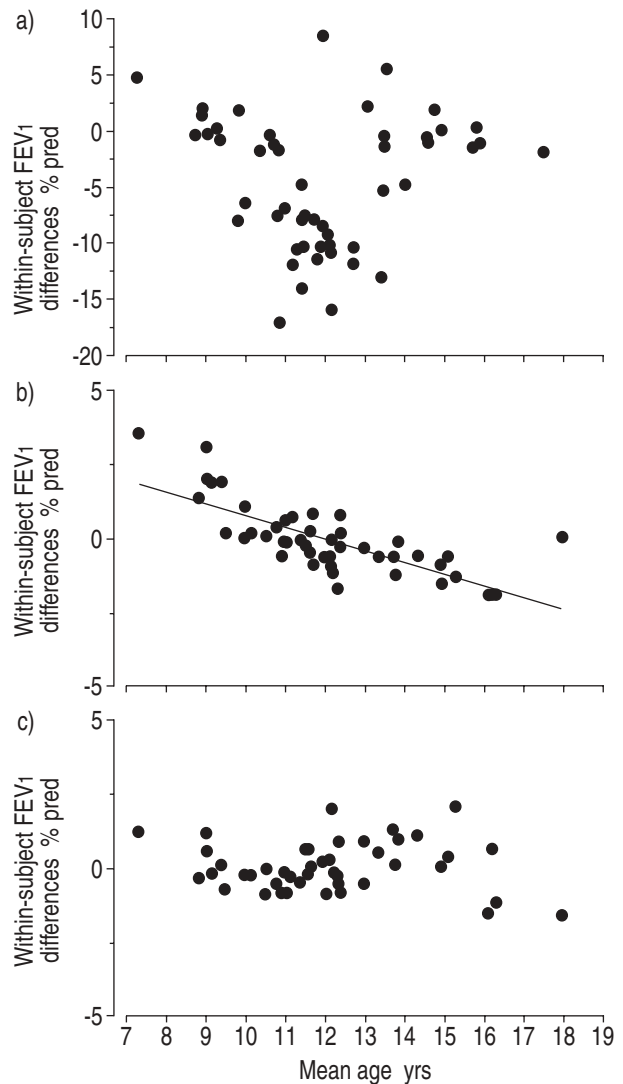 a)
10
5
0
-5
-10
-15
-20
Within-subject FEV1
differences % pred
b)
5
0
-5
Within-subject FEV1
differences % pred
c)
5
0
-5
Within-subject FEV1
differences % pred
7 8 9 10 11 12 13 14 15 16 17 18 19
Mean age yrs